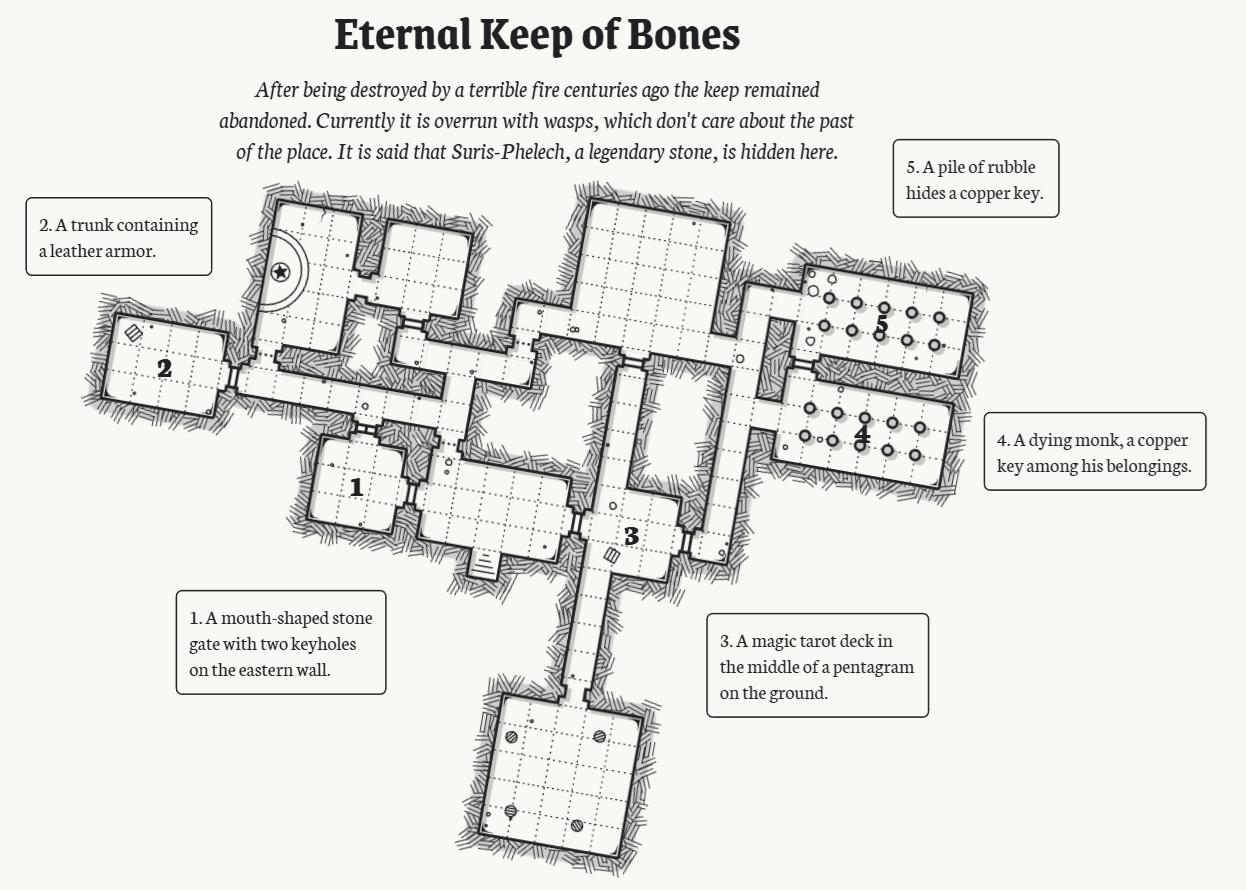 Eternal Keep of Bones
After being destroyed by a terrible fire centuries ago the keep remained
abandoned. Currently it is overrun with wasps, which don't care about the past
of the place. It is said that Suris-Phelech, a legendary stone, is hidden here.
5. A pile of rubble
hides a copper key.
2. A trunk containing
a leather armor.
5
2
4
4. A dying monk, a copper
key among his belongings.
1
3
1. A mouth-shaped stone
gate with two keyholes
on the eastern wall.
3. A magic tarot deck in
the middle of a pentagram
on the ground.